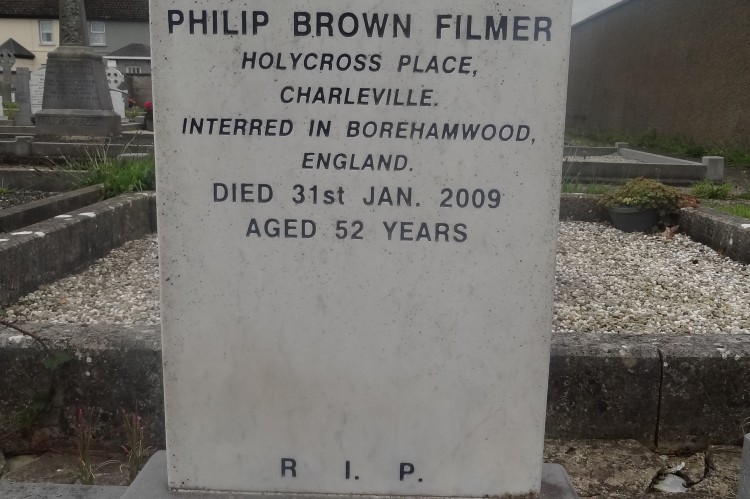 PHILIP BROWN FILMER
HOLYCROSS PLACE,
CHARLEVILLE.
INTERRED IN BOREHAMWOOD,
ENGLAND.
DIED 31st JAN. 2009
AGED 52 YEARS
R I. P.